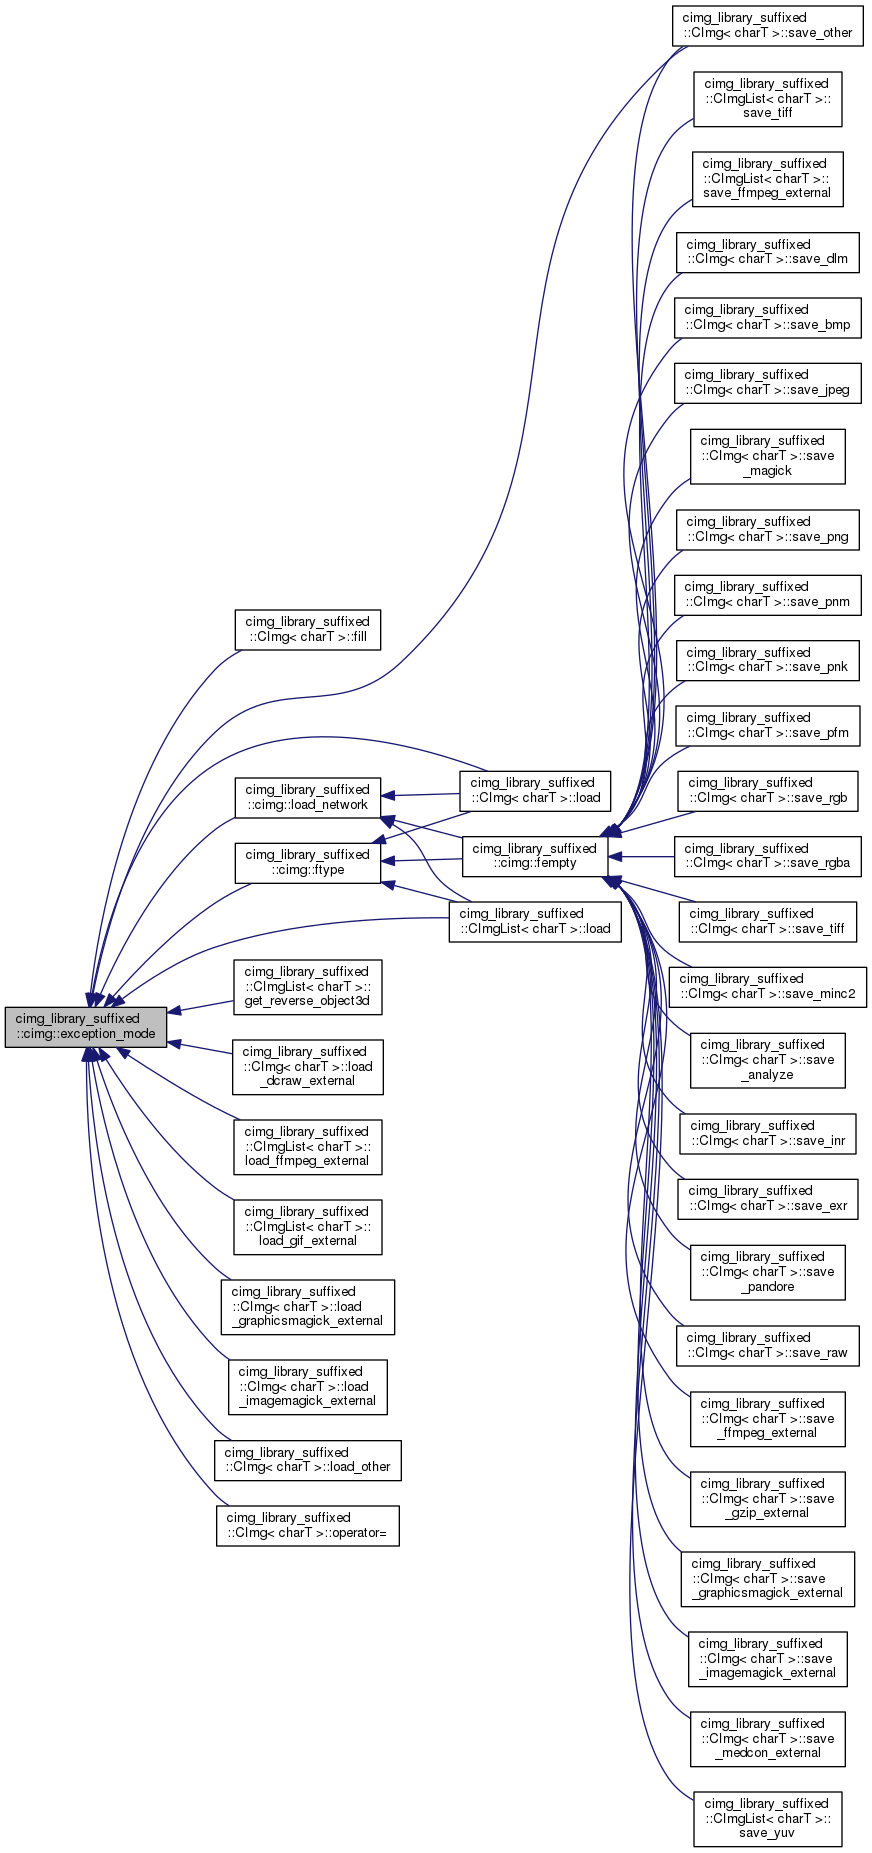 cimg_library_suffixed
::CImg< charT >::save_other
cimg_library_suffixed
::CImgList< charT >::
save_tiff
cimg_library_suffixed
::CImgList< charT >::
save_ffmpeg_external
cimg_library_suffixed
::CImg< charT >::save_dlm
cimg_library_suffixed
::CImg< charT >::save_bmp
cimg_library_suffixed
::CImg< charT >::save_jpeg
cimg_library_suffixed
::CImg< charT >::save
_magick
cimg_library_suffixed
::CImg< charT >::save_png
cimg_library_suffixed
::CImg< charT >::save_pnm
cimg_library_suffixed
::CImg< charT >::fill
cimg_library_suffixed
::CImg< charT >::save_pnk
cimg_library_suffixed
::CImg< charT >::save_pfm
cimg_library_suffixed
::cimg::load_network
cimg_library_suffixed
::CImg< charT >::load
cimg_library_suffixed
::CImg< charT >::save_rgb
cimg_library_suffixed
::cimg::ftype
cimg_library_suffixed
::cimg::fempty
cimg_library_suffixed
::CImg< charT >::save_rgba
cimg_library_suffixed
::CImgList< charT >::load
cimg_library_suffixed
::CImg< charT >::save_tiff
cimg_library_suffixed
::CImgList< charT >::
get_reverse_object3d
cimg_library_suffixed
::CImg< charT >::save_minc2
cimg_library_suffixed
::cimg::exception_mode
cimg_library_suffixed
::CImg< charT >::load
_dcraw_external
cimg_library_suffixed
::CImg< charT >::save
_analyze
cimg_library_suffixed
::CImgList< charT >::
load_ffmpeg_external
cimg_library_suffixed
::CImg< charT >::save_inr
cimg_library_suffixed
::CImgList< charT >::
load_gif_external
cimg_library_suffixed
::CImg< charT >::save_exr
cimg_library_suffixed
::CImg< charT >::load
_graphicsmagick_external
cimg_library_suffixed
::CImg< charT >::save
_pandore
cimg_library_suffixed
::CImg< charT >::load
_imagemagick_external
cimg_library_suffixed
::CImg< charT >::save_raw
cimg_library_suffixed
::CImg< charT >::load_other
cimg_library_suffixed
::CImg< charT >::save
_ffmpeg_external
cimg_library_suffixed
::CImg< charT >::operator=
cimg_library_suffixed
::CImg< charT >::save
_gzip_external
cimg_library_suffixed
::CImg< charT >::save
_graphicsmagick_external
cimg_library_suffixed
::CImg< charT >::save
_imagemagick_external
cimg_library_suffixed
::CImg< charT >::save
_medcon_external
cimg_library_suffixed
::CImgList< charT >::
save_yuv